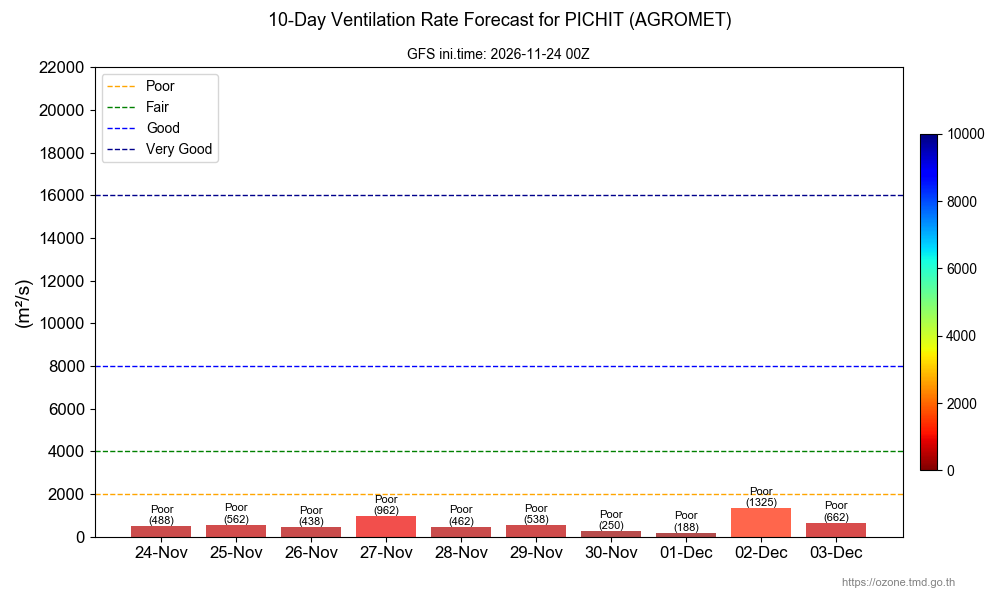 10-Day Ventilation Rate Forecast for PICHIT (AGROMET)
GFS ini.time: 2026-11-24 00Z
(m²/s)
22000
20000
18000
16000
14000
12000
10000
8000
6000
4000
2000
0
Poor
Fair
Good
Very Good
Poor
(488)
Poor
(562)
Poor
(438)
Poor
(962)
Poor
(462)
Poor
(538)
Poor
(250)
Poor
(188)
Poor
(1325)
Poor
(662)
24-Nov 25-Nov 26-Nov 27-Nov 28-Nov 29-Nov 30-Nov 01-Dec 02-Dec 03-Dec
10000
8000
6000
4000
2000
0
https://ozone.tmd.go.th